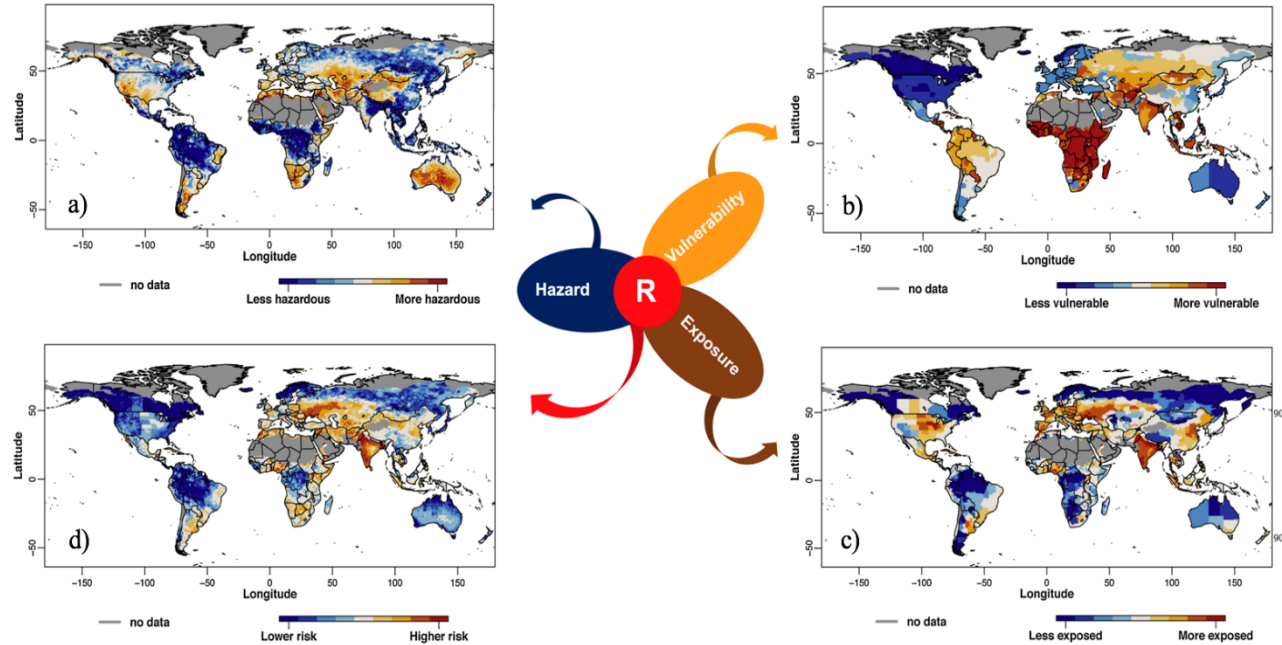 50
0
−50
Latitude
a)
−150
−100
−50
0
50
100
150
Longitude
no data
Less hazardous
More hazardous
Hazard
R
Vulnerability
Exposure
50
0
−50
Latitude
b)
−150
−100
−50
0
50
100
150
Longitude
no data
Less vulnerable
More vulnerable
50
0
−50
Latitude
d)
−150
−100
−50
0
50
100
150
Longitude
no data
Lower risk
Higher risk
50
0
−50
Latitude
c)
−150
−100
−50
0
50
100
150
Longitude
no data
Less exposed
More exposed
90
90